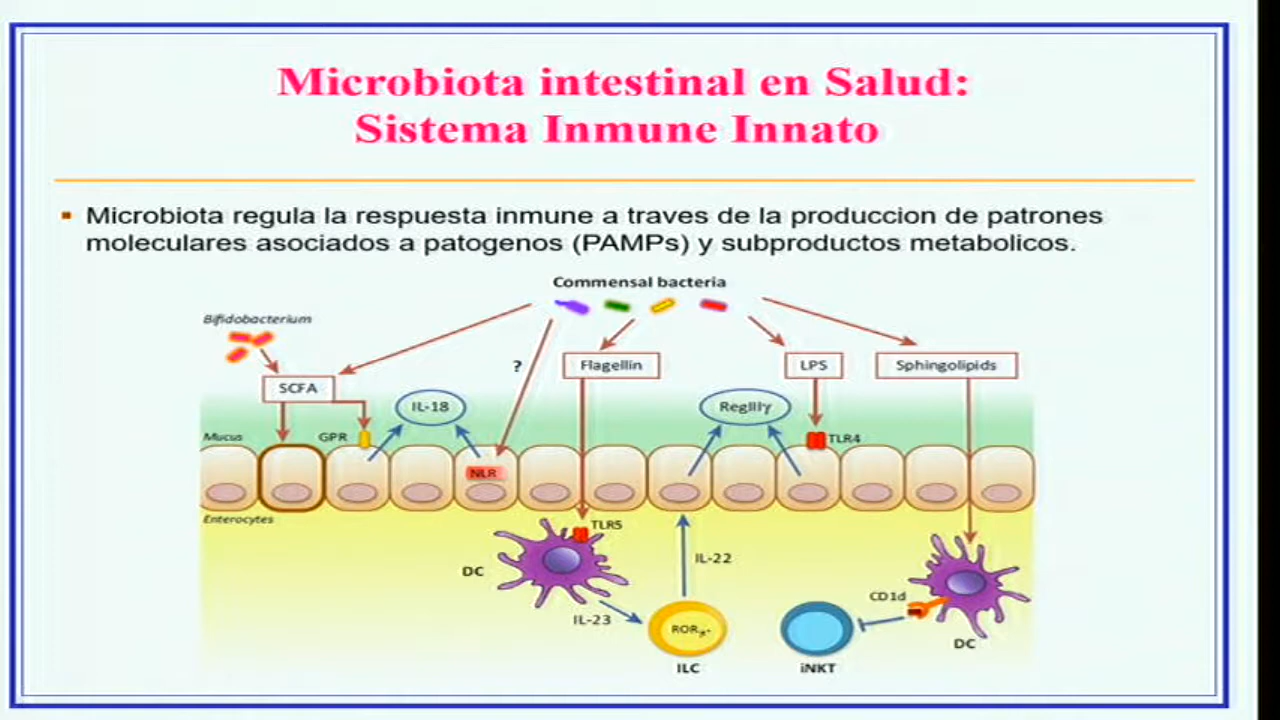 Microbiota intestinal en Salud:
Sistema Inmune Innato
▪ Microbiota regula la respuesta inmune a traves de la produccion de patrones
moleculares asociados a patogenos (PAMPs) y subproductos metabolicos.
Commensal bacteria
Bifidobacterium
?
Flagellin
LPS
Sphingolipids
SCFA
IL-18
RegIIIγ
Mucus
GPR
TLR4
NLR
Enterocytes
TLR5
DC
IL-22
CD1d
IL-23
RORγ+
DC
ILC
iNKT